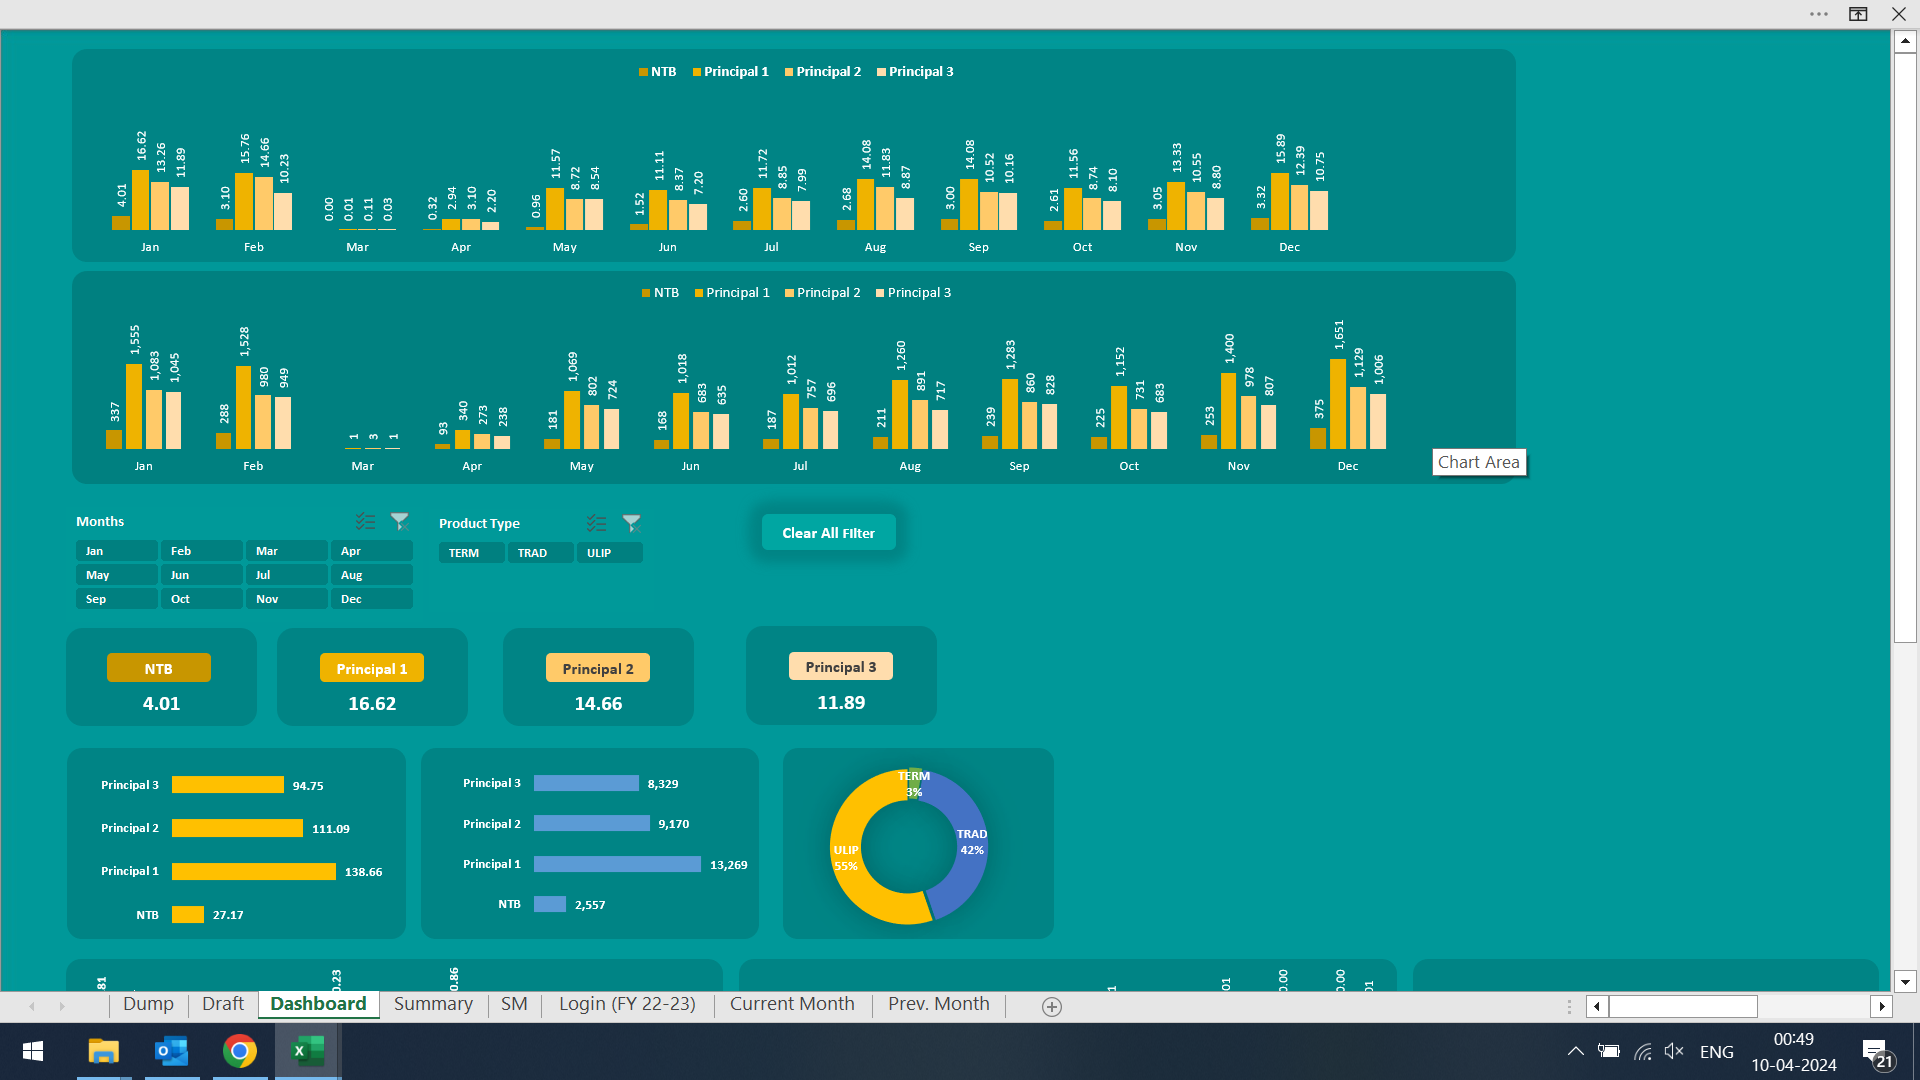 NTB Principal 1 Principal 2 Principal 3
4.01 16.62 13.26 11.89
3.10 15.76 14.66 10.23
0.00 0.01 0.11 0.03
0.32 2.94 3.10 2.20
0.96 11.57 8.72 8.54
1.52 11.11 8.37 7.20
2.60 11.72 8.85 7.99
2.68 14.08 11.83 8.87
3.00 14.08 10.52 10.16
2.61 11.56 8.74 8.10
3.05 13.33 10.55 8.80
3.32 15.89 12.39 10.75
Jan Feb Mar Apr May Jun Jul Aug Sep Oct Nov Dec
NTB Principal 1 Principal 2 Principal 3
337 1,555 1,083 1,045
288 1,528 980 949
1 3 1
93 340 273 238
181 1,069 802 724
168 1,018 683 635
187 1,012 757 696
211 1,260 891 717
239 1,283 860 828
225 1,152 731 683
253 1,400 978 807
375 1,651 1,129 1,006
Jan Feb Mar Apr May Jun Jul Aug Sep Oct Nov Dec
Chart Area
Months
Jan Feb Mar Apr
May Jun Jul Aug
Sep Oct Nov Dec
Product Type
TERM TRAD ULIP
Clear All Filter
NTB
4.01
Principal 1
16.62
Principal 2
14.66
Principal 3
11.89
Principal 3 94.75
Principal 2 111.09
Principal 1 138.66
NTB 27.17
Principal 3 8,329
Principal 2 9,170
Principal 1 13,269
NTB 2,557
TERM
3%
TRAD
42%
ULIP
55%
Dump Draft Dashboard Summary SM Login (FY 22-23) Current Month Prev. Month
ENG
00:49
10-04-2024
21